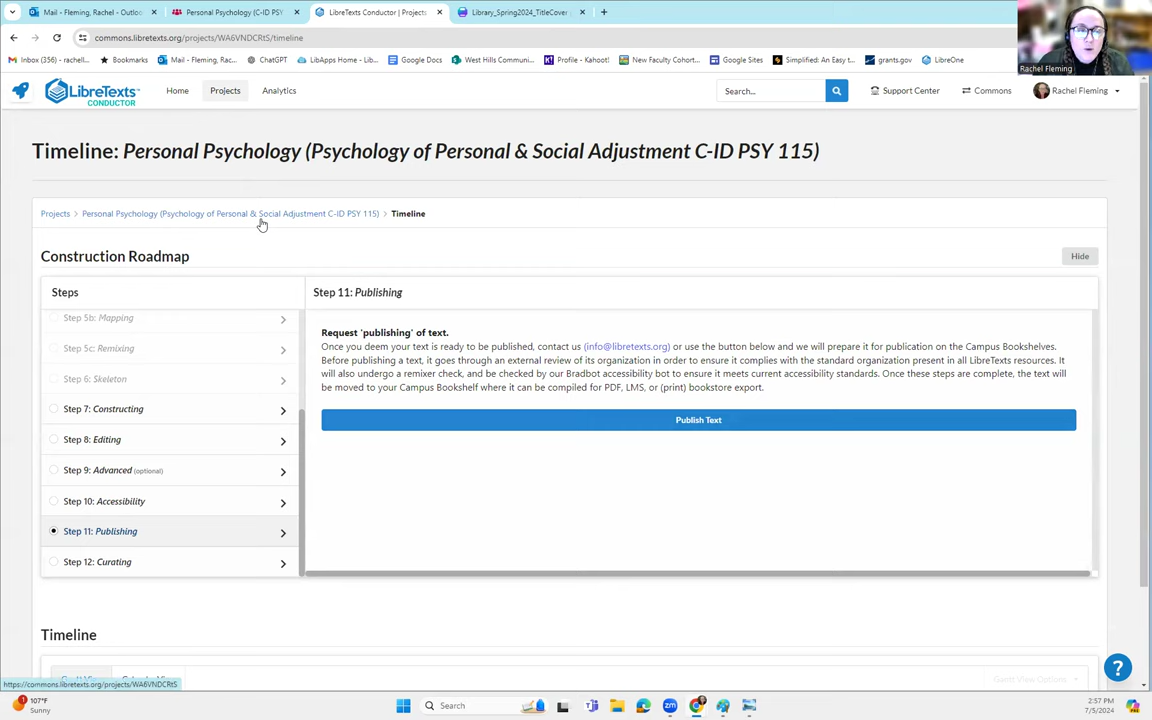 Mail - Fleming, Rachel - Outloo
Personal Psychology (C-ID PSY
LibreTexts Conductor | Projects
Library_Spring2024_TitleCover
commons.libretexts.org/projects/WA6VNDCRtS/timeline
Inbox (356) - rachell...
Bookmarks
Mail - Fleming, Rac...
ChatGPT
LibApps Home - Lib...
Google Docs
West Hills Communi...
Profile - Kahoot!
New Faculty Cohort...
Google Sites
Simplified: An Easy t...
grants.gov
LibreOne
Rachel Fleming
LibreTexts
CONDUCTOR
Home
Projects
Analytics
Search...
Support Center
Commons
Rachel Fleming
Timeline: Personal Psychology (Psychology of Personal & Social Adjustment C-ID PSY 115)
Projects > Personal Psychology (Psychology of Personal & Social Adjustment C-ID PSY 115) > Timeline
Construction Roadmap
Hide
Steps
Step 5b: Mapping
Step 5c: Remixing
Step 6: Skeleton
Step 7: Constructing
Step 8: Editing
Step 9: Advanced (optional)
Step 10: Accessibility
Step 11: Publishing
Step 12: Curating
Step 11: Publishing
Request 'publishing' of text.
Once you deem your text is ready to be published, contact us (info@libretexts.org) or use the button below and we will prepare it for publication on the Campus Bookshelves.
Before publishing a text, it goes through an external review of its organization in order to ensure it complies with the standard organization present in all LibreTexts resources. It
will also undergo a remixer check, and be checked by our Bradbot accessibility bot to ensure it meets current accessibility standards. Once these steps are complete, the text will
be moved to your Campus Bookshelf where it can be compiled for PDF, LMS, or (print) bookstore export.
Publish Text
Timeline
Gantt View Options
?
https://commons.libretexts.org/projects/WA6VNDCRtS
107°F
Sunny
Search
2:57 PM
7/5/2024